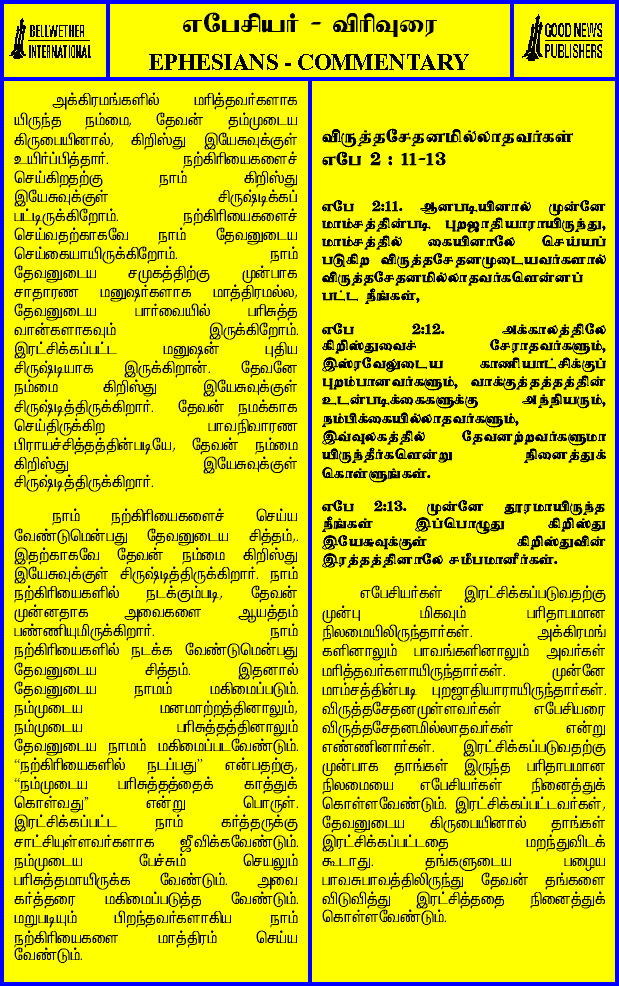 BELLWETHER
INTERNATIONAL
எபேசியர் - விரிவுரை
EPHESIANS - COMMENTARY
GOOD NEWS
PUBLISHERS
அக்கிரமங்களில் மரித்தவர்களாக
யிருந்த நம்மை, தேவன் தம்முடைய
கிருபையினால், கிறிஸ்து இயேசுவுக்குள்
உயிர்ப்பித்தார். நற்கிரியைகளைச்
செய்கிறதற்கு நாம் கிறிஸ்து
இயேசுவுக்குள் சிருஷ்டிக்கப்
பட்டிருக்கிறோம். நற்கிரியைகளைச்
செய்வதற்காகவே நாம் தேவனுடைய
செய்கையாயிருக்கிறோம். நாம்
தேவனுடைய சமுகத்திற்கு முன்பாக
சாதாரண மனுஷர்களாக மாத்திரமல்ல,
தேவனுடைய பார்வையில் பரிசுத்த
வான்களாகவும் இருக்கிறோம்.
இரட்சிக்கப்பட்ட மனுஷன் புதிய
சிருஷ்டியாக இருக்கிறான். தேவனே
நம்மை கிறிஸ்து இயேசுவுக்குள்
சிருஷ்டித்திருக்கிறார். தேவன் நமக்காக
செய்திருக்கிற பாவநிவாரண
பிராயச்சித்தத்தின்படியே, தேவன் நம்மை
கிறிஸ்து இயேசுவுக்குள்
சிருஷ்டித்திருக்கிறார்.
நாம் நற்கிரியைகளைச் செய்ய
வேண்டுமென்பது தேவனுடைய சித்தம்,.
இதற்காகவே தேவன் நம்மை கிறிஸ்து
இயேசுவுக்குள் சிருஷ்டித்திருக்கிறார். நாம்
நற்கிரியைகளில் நடக்கும்படி, தேவன்
முன்னதாக அவைகளை ஆயத்தம்
பண்ணியுமிருக்கிறார். நாம்
நற்கிரியைகளில் நடக்க வேண்டுமென்பது
தேவனுடைய சித்தம். இதனால்
தேவனுடைய நாமம் மகிமைப்படும்.
நம்முடைய மனமாற்றத்தினாலும்,
நம்முடைய பரிசுத்தத்தினாலும்
தேவனுடைய நாமம் மகிமைப்படவேண்டும்.
“நற்கிரியைகளில் நடப்பது” என்பதற்கு,
“நம்முடைய பரிசுத்தத்தைக் காத்துக்
கொள்வது” என்று பொருள்.
இரட்சிக்கப்பட்ட நாம் கர்த்தருக்கு
சாட்சியுள்ளவர்களாக ஜீவிக்கவேண்டும்.
நம்முடைய பேச்சும் செயலும்
பரிசுத்தமாயிருக்க வேண்டும். அவை
கர்த்தரை மகிமைப்படுத்த வேண்டும்.
மறுபடியும் பிறந்தவர்களாகிய நாம்
நற்கிரியைகளை மாத்திரம் செய்ய
வேண்டும்.
விருத்தசேதனமில்லாதவர்கள்
எபே 2 : 11-13
எபே 2:11. ஆனபடியினால் முன்னே
மாம்சத்தின்படி புறஜாதியாராயிருந்து,
மாம்சத்தில் கையினாலே செய்யப்
படுகிற விருத்தசேதனமுடையவர்களால்
விருத்தசேதனமில்லாதவர்களென்னப்
பட்ட நீங்கள்,
எபே 2:12. அக்காலத்திலே
கிறிஸ்துவைச் சேராதவர்களும்,
இஸ்ரவேலுடைய காணியாட்சிக்குப்
புறம்பானவர்களும், வாக்குத்தத்தத்தின்
உடன்படிக்கைகளுக்கு அந்நியரும்,
நம்பிக்கையில்லாதவர்களும்,
இவ்வுலகத்தில் தேவனற்றவர்களுமா
யிருந்தீர்களென்று நினைத்துக்
கொள்ளுங்கள்.
எபே 2:13. முன்னே தூரமாயிருந்த
நீங்கள் இப்பொழுது கிறிஸ்து
இயேசுவுக்குள் கிறிஸ்துவின்
இரத்தத்தினாலே சமீபமானீர்கள்.
எபேசியர்கள் இரட்சிக்கப்படுவதற்கு
முன்பு மிகவும் பரிதாபமான
நிலமையிலிருந்தார்கள். அக்கிரமங்
களினாலும் பாவங்களினாலும் அவர்கள்
மரித்தவர்களாயிருந்தார்கள். முன்னே
மாம்சத்தின்படி புறஜாதியாராயிருந்தார்கள்.
விருத்தசேதனமுள்ளவர்கள் எபேசியரை
விருத்தசேதனமில்லாதவர்கள் என்று
எண்ணினார்கள். இரட்சிக்கப்படுவதற்கு
முன்பாக தாங்கள் இருந்த பரிதாபமான
நிலமையை எபேசியர்கள் நினைத்துக்
கொள்ளவேண்டும். இரட்சிக்கப்பட்டவர்கள்,
தேவனுடைய கிருபையினால் தாங்கள்
இரட்சிக்கப்பட்டதை மறந்துவிடக்
கூடாது. தங்களுடைய பழைய
பாவசுபாவத்திலிருந்து தேவன் தங்களை
விடுவித்து இரட்சித்ததை நினைத்துக்
கொள்ளவேண்டும்.